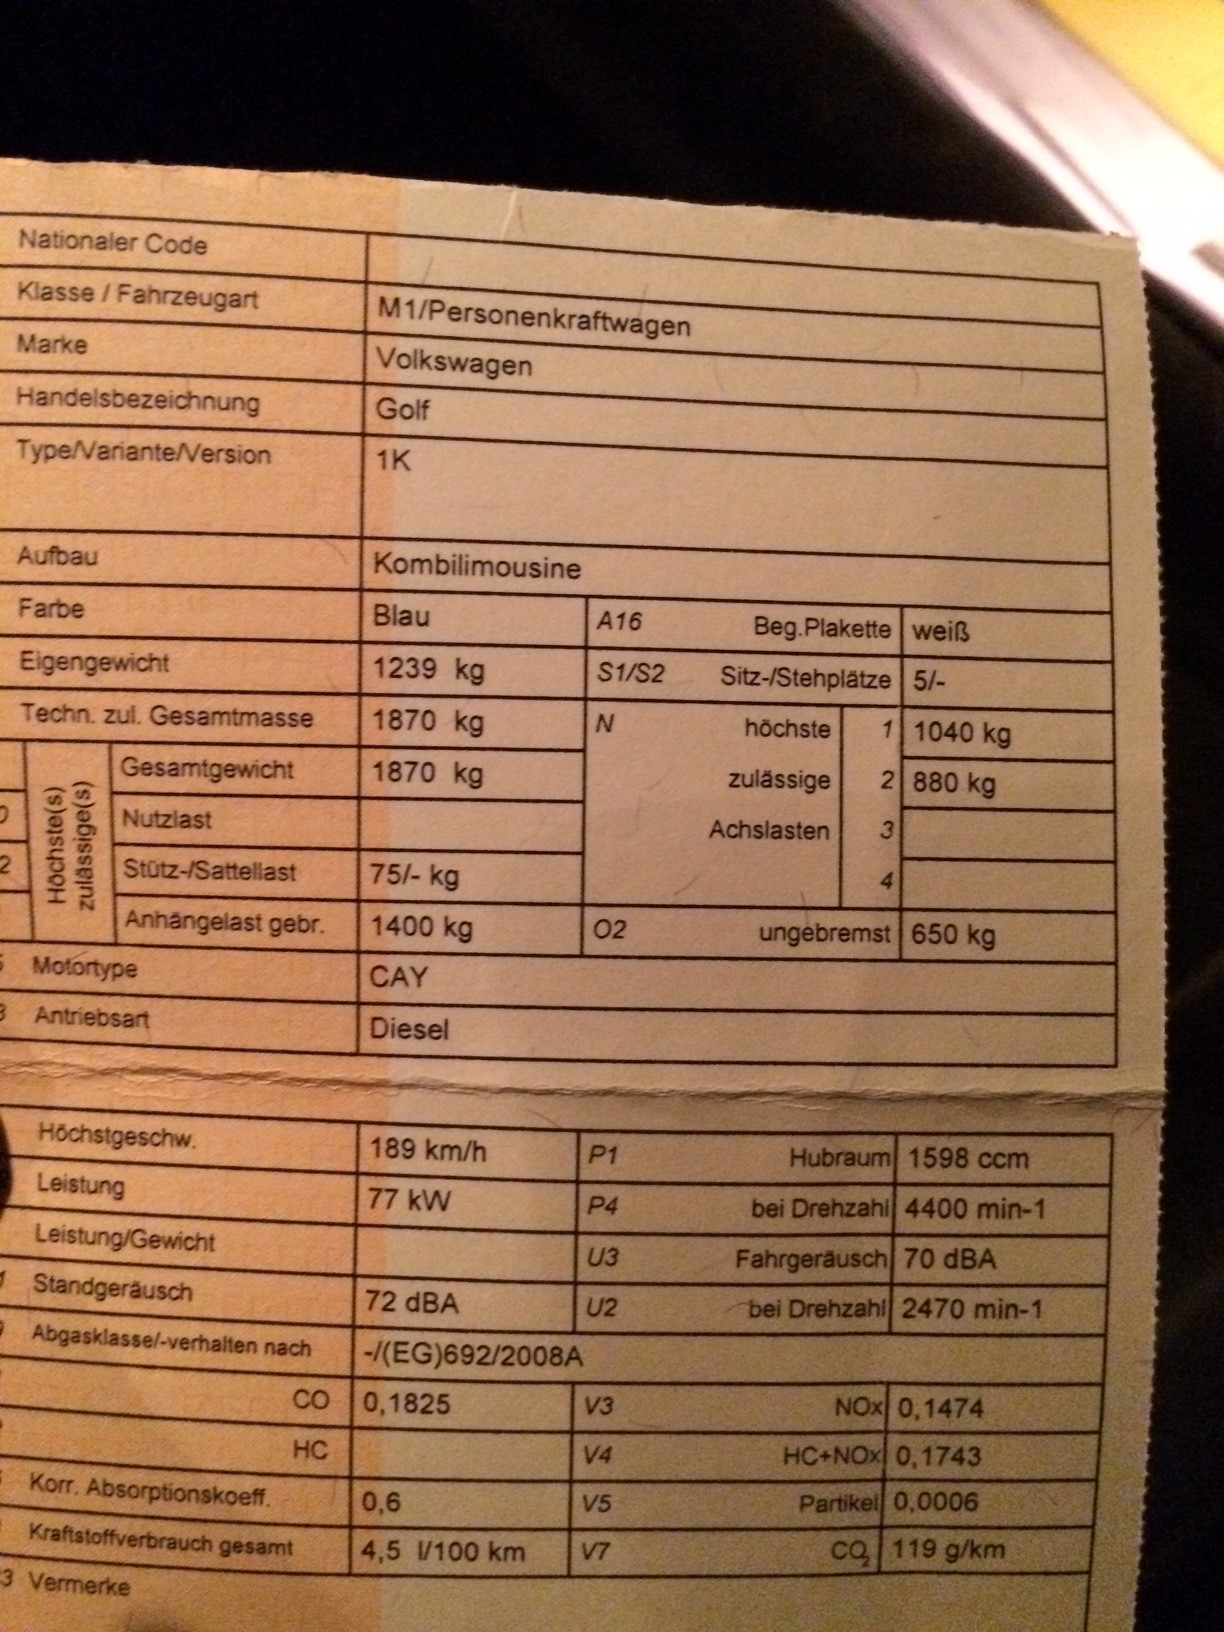 Nationaler Code
Klasse / Fahrzeugart M1/Personenkraftwagen
Marke Volkswagen
Handelsbezeichnung Golf
Type/Variante/Version 1K
Aufbau Kombilimousine
Farbe Blau A16 Beg.Plakette weiß
Eigengewicht 1239 kg S1/S2 Sitz-/Stehplätze 5/-
Techn. zul. Gesamtmasse 1870 kg N höchste 1 1040 kg
Höchste(s) zulässige(s) Gesamtgewicht 1870 kg zulässige 2 880 kg
Nutzlast Achslasten 3
2 Stütz-/Sattellast 75/- kg 4
Anhängelast gebr. 1400 kg O2 ungebremst 650 kg
Motortype CAY
3 Antriebsart Diesel
Höchstgeschw. 189 km/h P1 Hubraum 1598 ccm
Leistung 77 kW P4 bei Drehzahl 4400 min-1
Leistung/Gewicht U3 Fahrgeräusch 70 dBA
Standgeräusch 72 dBA U2 bei Drehzahl 2470 min-1
Abgasklasse/-verhalten nach -/(EG)692/2008A
CO 0,1825 V3 NOx 0,1474
HC V4 HC+NOx 0,1743
Korr. Absorptionskoeff. 0,6 V5 Partikel 0,0006
Kraftstoffverbrauch gesamt 4,5 l/100 km V7 CO₂ 119 g/km
3 Vermerke